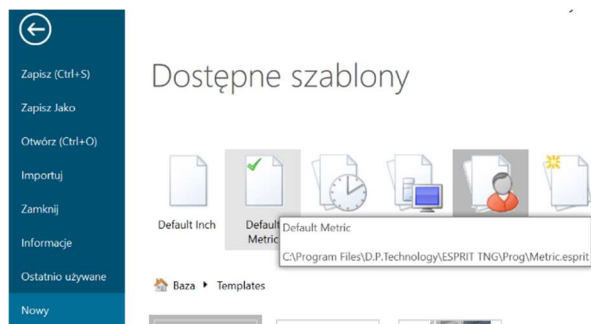 Zapisz (Ctrl+S)
Zapisz Jako
Otwórz (Ctrl+O)
Importuj
Zamknij
Informacje
Ostatnio używane
Nowy
Dostępne szablony
Default Inch
Default
Metric
Default Metric
C:\Program Files\D.P.Technology\ESPRIT TNG\Prog\Metric.esprit
Baza ▸ Templates